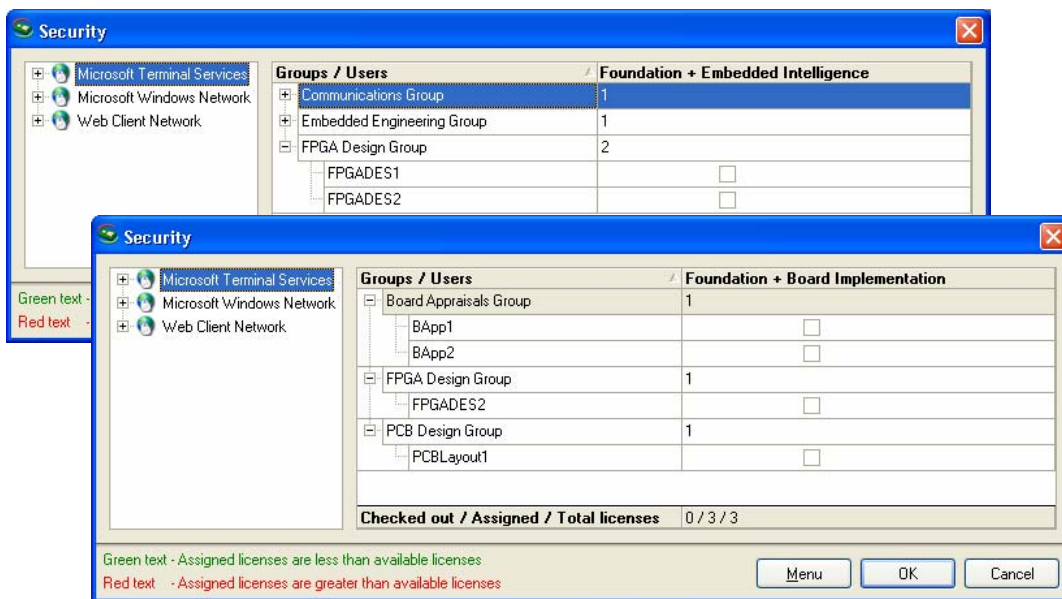 Security
Microsoft Terminal Services
Microsoft Windows Network
Web Client Network
Groups / Users Foundation + Embedded Intelligence
Communications Group 1
Embedded Engineering Group 1
FPGA Design Group 2
FPGADES1
FPGADES2
Green text -
Red text -
Security
Microsoft Terminal Services
Microsoft Windows Network
Web Client Network
Groups / Users Foundation + Board Implementation
Board Appraisals Group 1
BApp1
BApp2
FPGA Design Group 1
FPGADES2
PCB Design Group 1
PCBLayout1
Checked out / Assigned / Total licenses 0 / 3 / 3
Green text - Assigned licenses are less than available licenses
Red text - Assigned licenses are greater than available licenses
Menu OK Cancel